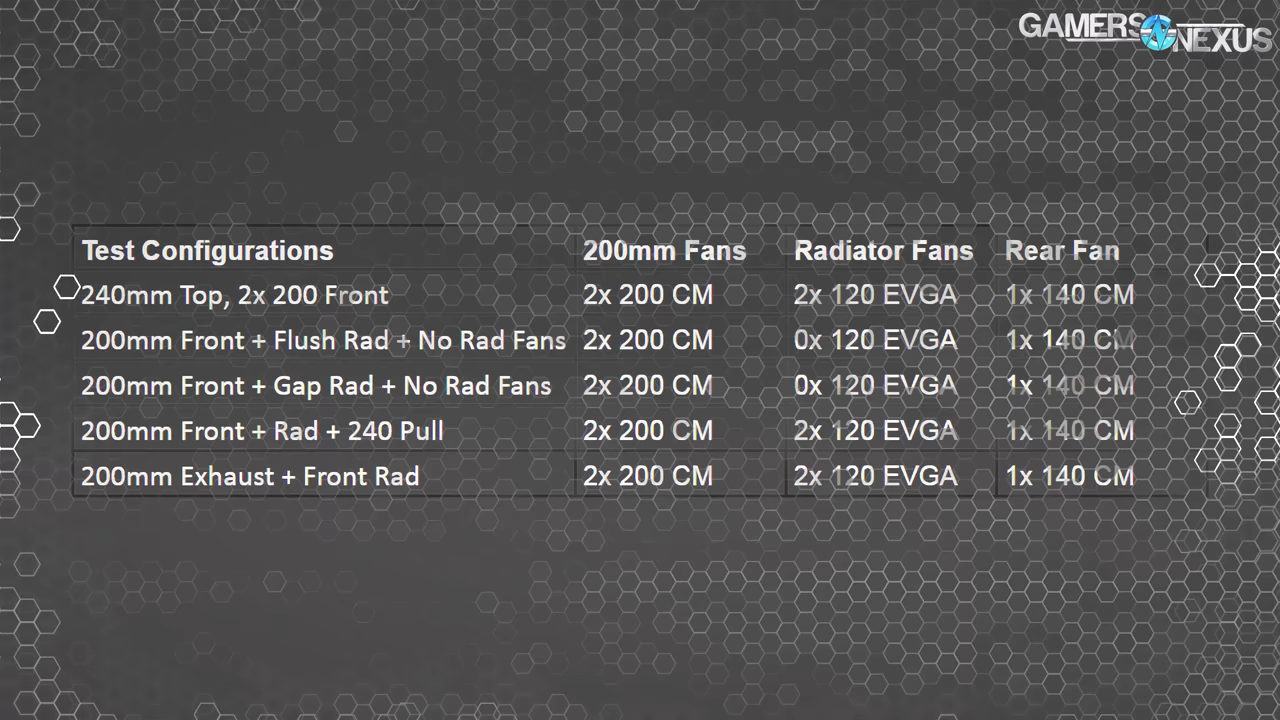 GAMERS NEXUS
Test Configurations 200mm Fans Radiator Fans Rear Fan
240mm Top, 2x 200 Front 2x 200 CM 2x 120 EVGA 1x 140 CM
200mm Front + Flush Rad + No Rad Fans 2x 200 CM 0x 120 EVGA 1x 140 CM
200mm Front + Gap Rad + No Rad Fans 2x 200 CM 0x 120 EVGA 1x 140 CM
200mm Front + Rad + 240 Pull 2x 200 CM 2x 120 EVGA 1x 140 CM
200mm Exhaust + Front Rad 2x 200 CM 2x 120 EVGA 1x 140 CM